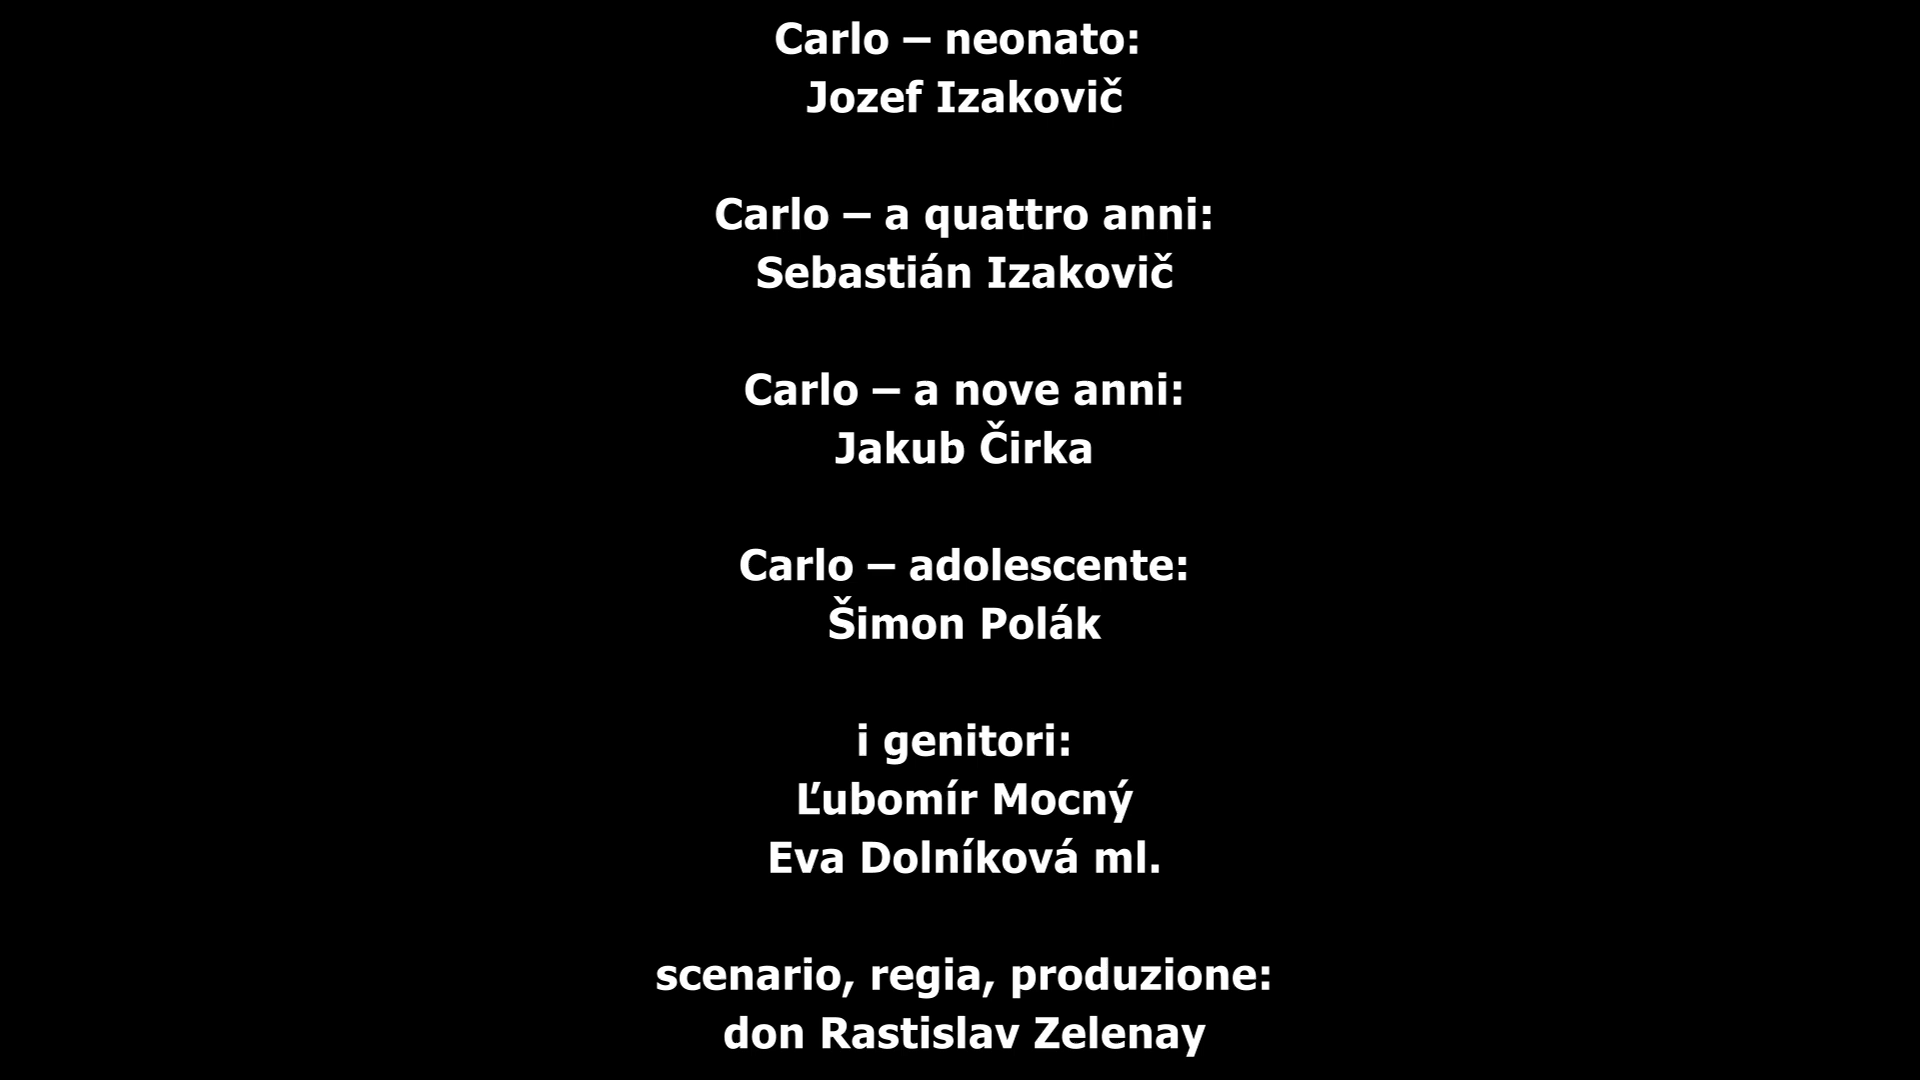 Carlo – neonato:
Jozef Izakovič
Carlo – a quattro anni:
Sebastián Izakovič
Carlo – a nove anni:
Jakub Čirka
Carlo – adolescente:
Šimon Polák
i genitori:
Ľubomír Mocný
Eva Dolníková ml.
scenario, regia, produzione:
don Rastislav Zelenay